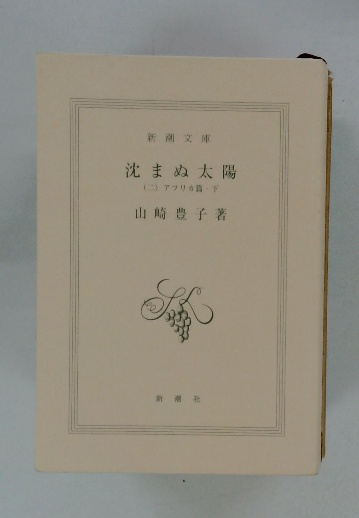 新潮文庫
沈まぬ太陽
(二)アフリカ篇・下
山崎豊子著
新潮社